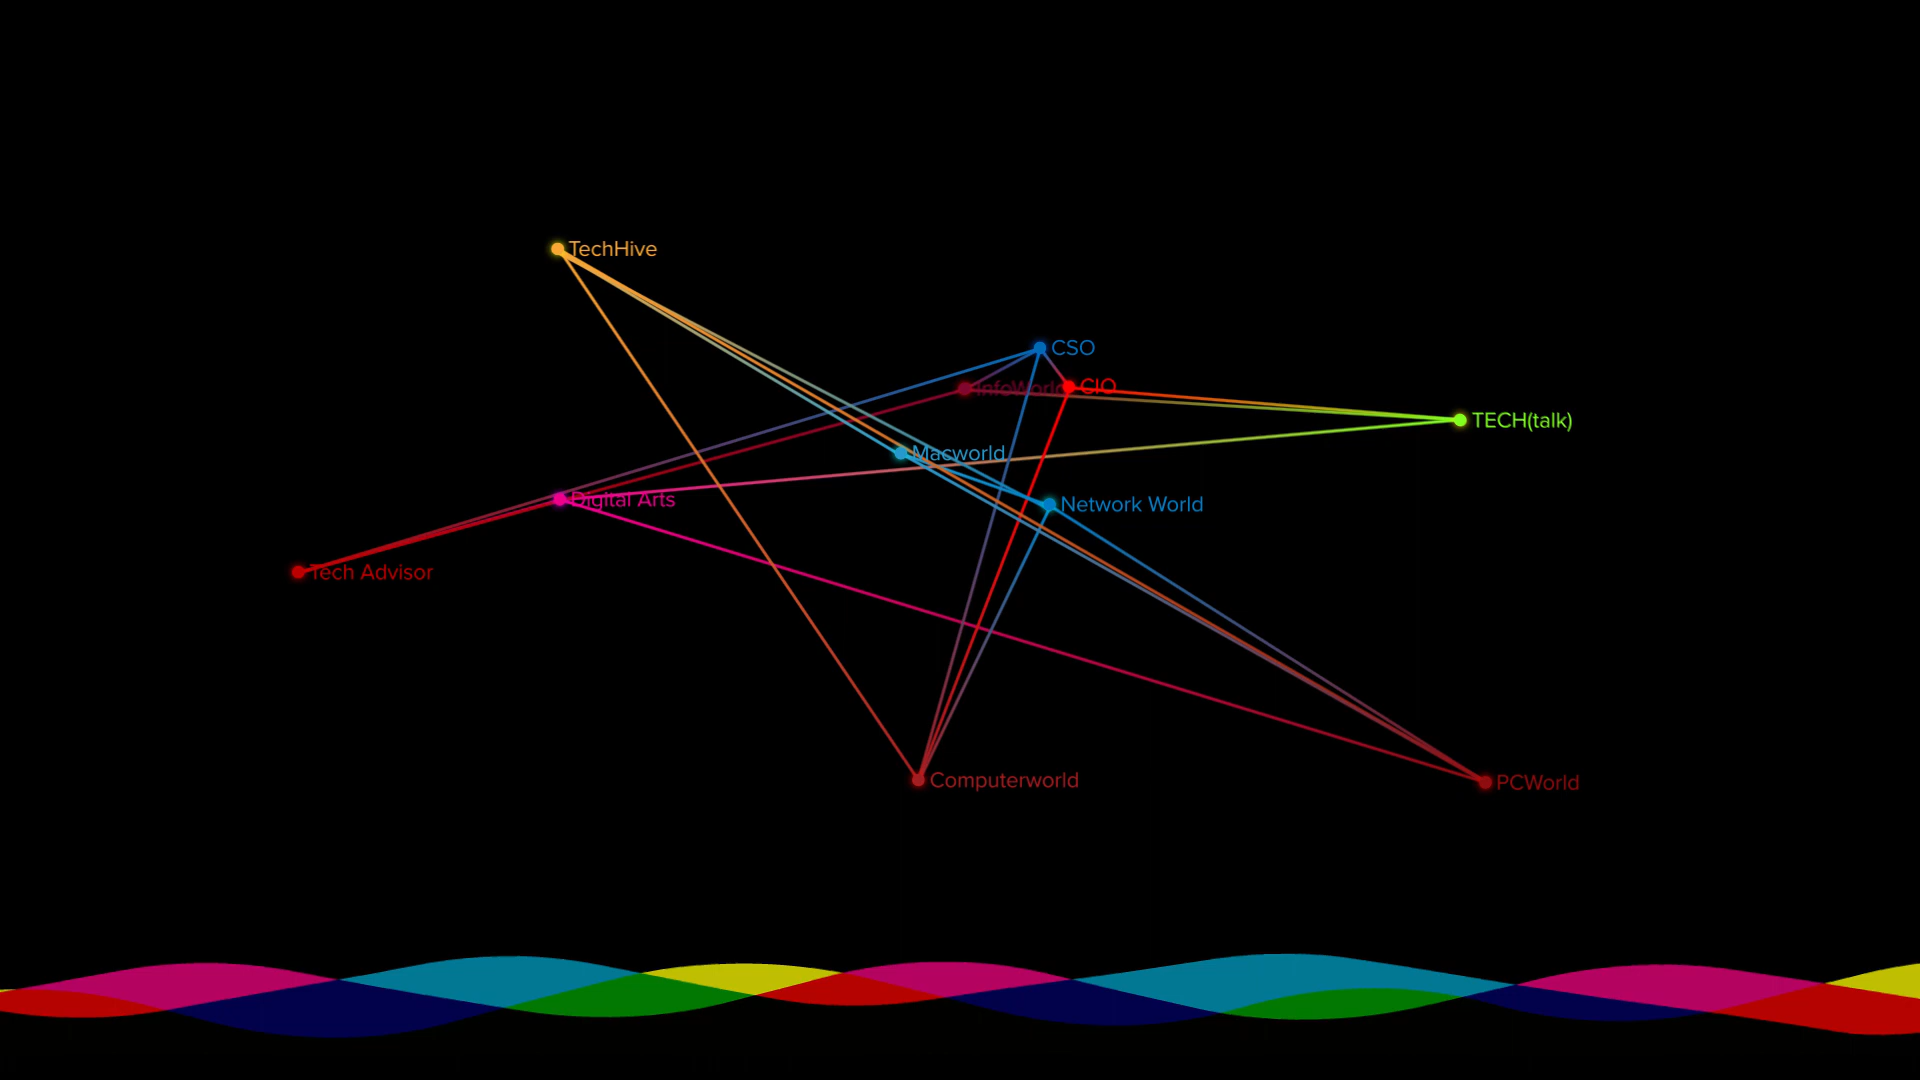 TechHive
CSO
InfoWorld
CIO
TECH(talk)
Macworld
Digital Arts
Network World
Tech Advisor
Computerworld
PCWorld